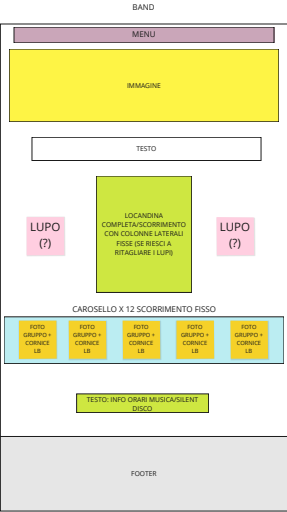 BAND
MENU
IMMAGINE
TESTO
LOCANDINA
COMPLETA/SCORRIMENTO
CON COLONNE LATERALI
FISSE (SE RIESCI A
RITAGLIARE I LUPI)
LUPO
(?)
LUPO
(?)
CAROSELLO X 12 SCORRIMENTO FISSO
FOTO
GRUPPO +
CORNICE
LB
FOTO
GRUPPO +
CORNICE
LB
FOTO
GRUPPO +
CORNICE
LB
FOTO
GRUPPO +
CORNICE
LB
FOTO
GRUPPO +
CORNICE
LB
TESTO: INFO ORARI MUSICA/SILENT
DISCO
FOOTER